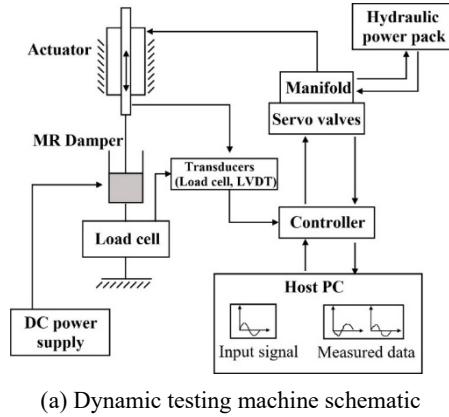 Hydraulic
power pack
Actuator
Manifold
Servo valves
MR Damper
Transducers
(Load cell, LVDT)
Controller
Load cell
Host PC
DC power
supply
Input signal
Measured data
(a) Dynamic testing machine schematic